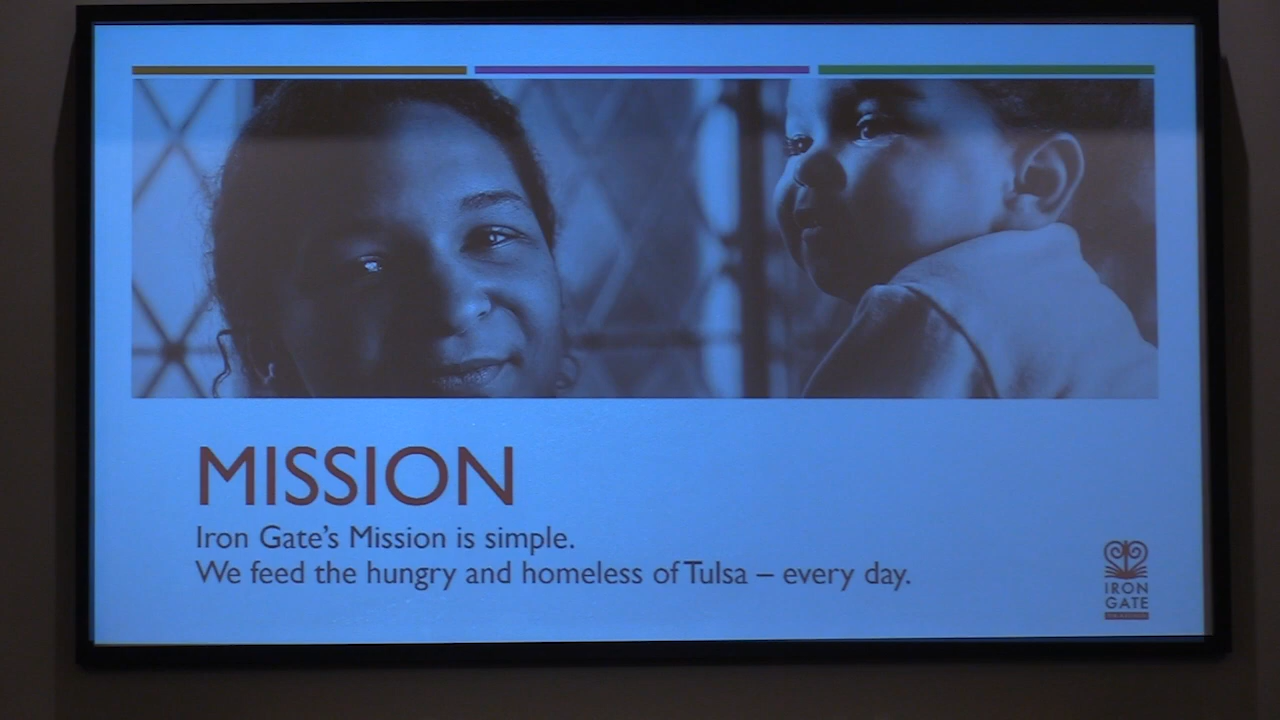 MISSION
Iron Gate's Mission is simple.
We feed the hungry and homeless of Tulsa – every day.
IRON
GATE